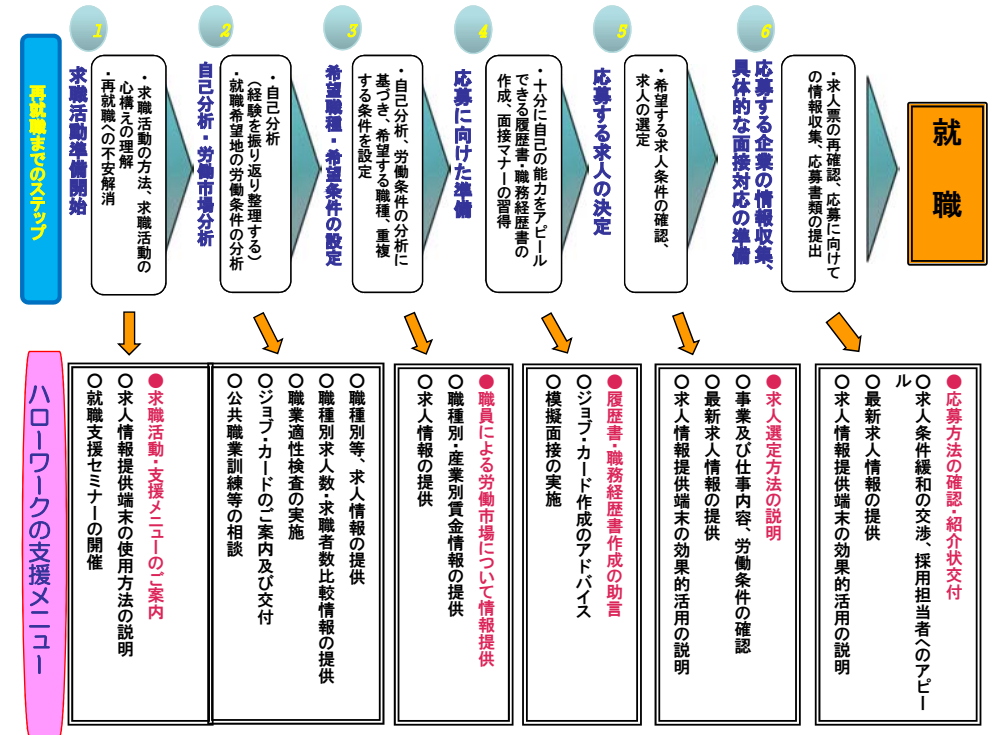 再就職までのステップ
1
求職活動準備開始
・求職活動の方法、求職活動の
心構えの理解
・再就職への不安解消
2
自己分析・労働市場分析
・自己分析
（経験を振り返り整理する）
・就職希望地の労働条件の分析
3
希望職種・希望条件の設定
・自己分析、労働条件の分析に
基づき、希望する職種、重複
する条件を設定
4
応募に向けた準備
・十分に自己の能力をアピール
できる履歴書・職務経歴書の
作成、面接マナーの習得
5
応募する求人の決定
・希望する求人条件の確認、
求人の選定
6
応募する企業の情報収集、
具体的な面接対応の準備
・求人票の再確認、応募に向けて
の情報収集、応募書類の提出
就職
ハローワークの支援メニュー
●求職活動・支援メニューのご案内
○求人情報提供端末の使用方法の説明
○就職支援セミナーの開催
○職種別等、求人情報の提供
○職種別求人数・求職者数比較情報の提供
○職業適性検査の実施
○ジョブ・カードのご案内及び交付
○公共職業訓練等の相談
●職員による労働市場について情報提供
○職種別・産業別賃金情報の提供
○求人情報の提供
●履歴書・職務経歴書作成の助言
○ジョブ・カード作成のアドバイス
○模擬面接の実施
●求人選定方法の説明
○事業及び仕事内容、労働条件の確認
○最新求人情報の提供
○求人情報提供端末の効果的活用の説明
●応募方法の確認・紹介状交付
○求人条件緩和の交渉、採用担当者へのアピー
ル
○最新求人情報の提供
○求人情報提供端末の効果的活用の説明